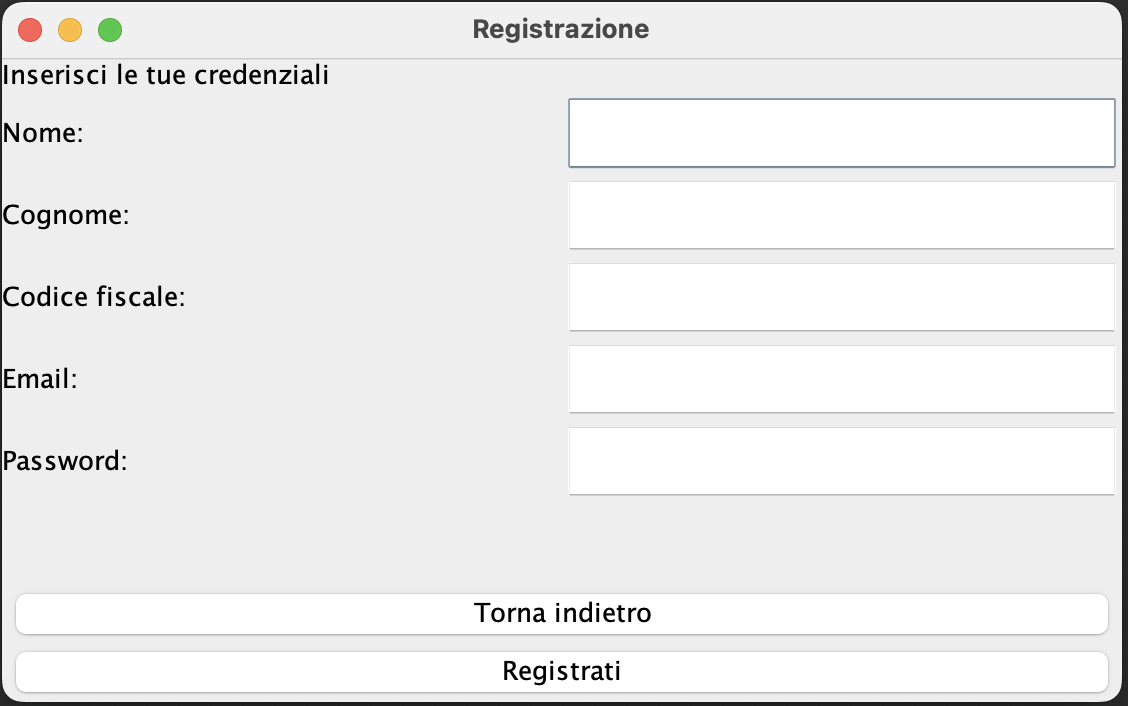 Registrazione
Inserisci le tue credenziali
Nome:
Cognome:
Codice fiscale:
Email:
Password:
Torna indietro
Registrati